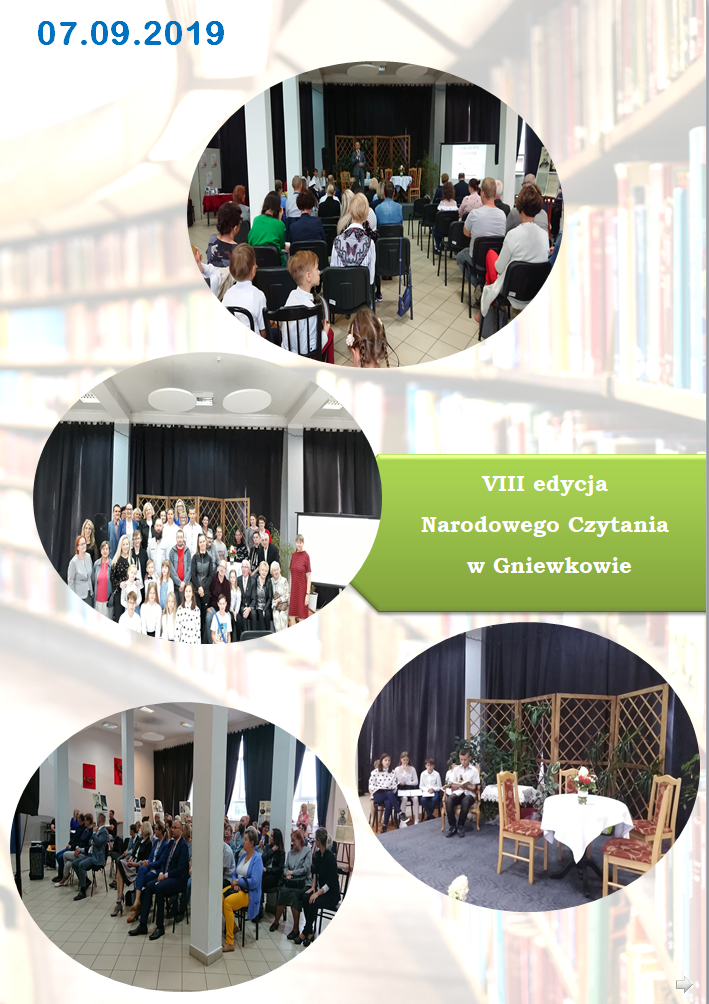 07.09.2019
VIII edycja
Narodowego Czytania
w Gniewkowie